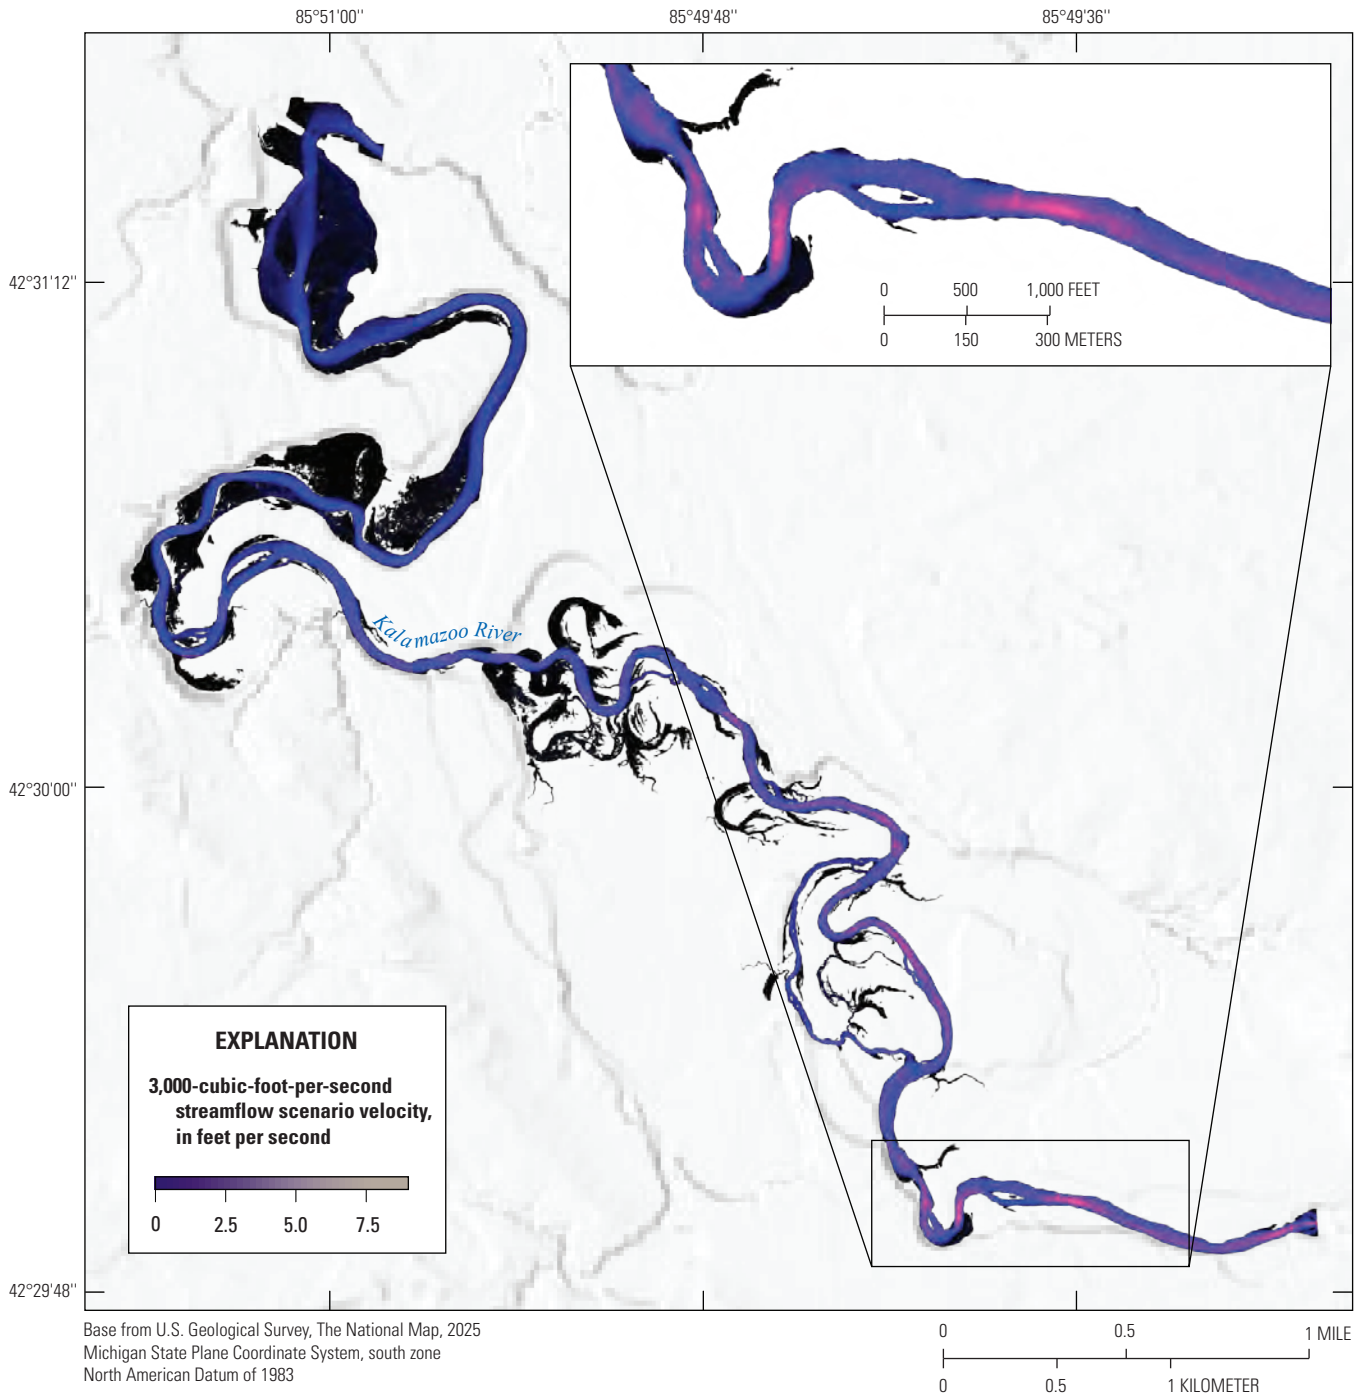 85°51'00"
85°49'48"
85°49'36"
42°31'12"
42°30'00"
42°29'48"
0 500 1,000 FEET
0 150 300 METERS
Kalamazoo River
EXPLANATION
3,000-cubic-foot-per-second
streamflow scenario velocity,
in feet per second
0 2.5 5.0 7.5
Base from U.S. Geological Survey, The National Map, 2025
Michigan State Plane Coordinate System, south zone
North American Datum of 1983
0 0.5 1 MILE
0 0.5 1 KILOMETER